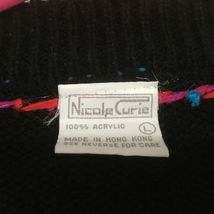 Nicole Curie
100% ACRYLIC
L
MADE IN HONG KONG
SEE REVERSE FOR CARE